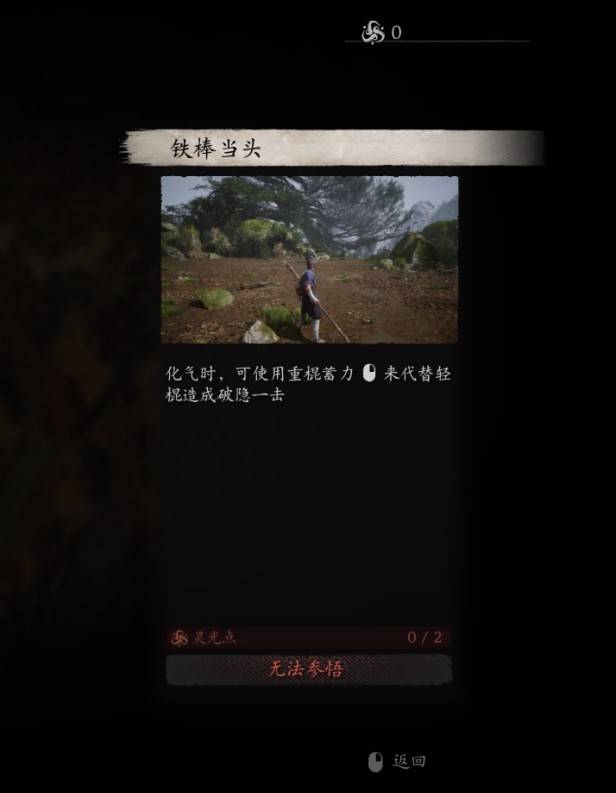 0
铁棒当头
化气时，可使用重棍蓄力 来代替轻
棍造成破隐一击
灵光点 0/2
无法参悟
返回